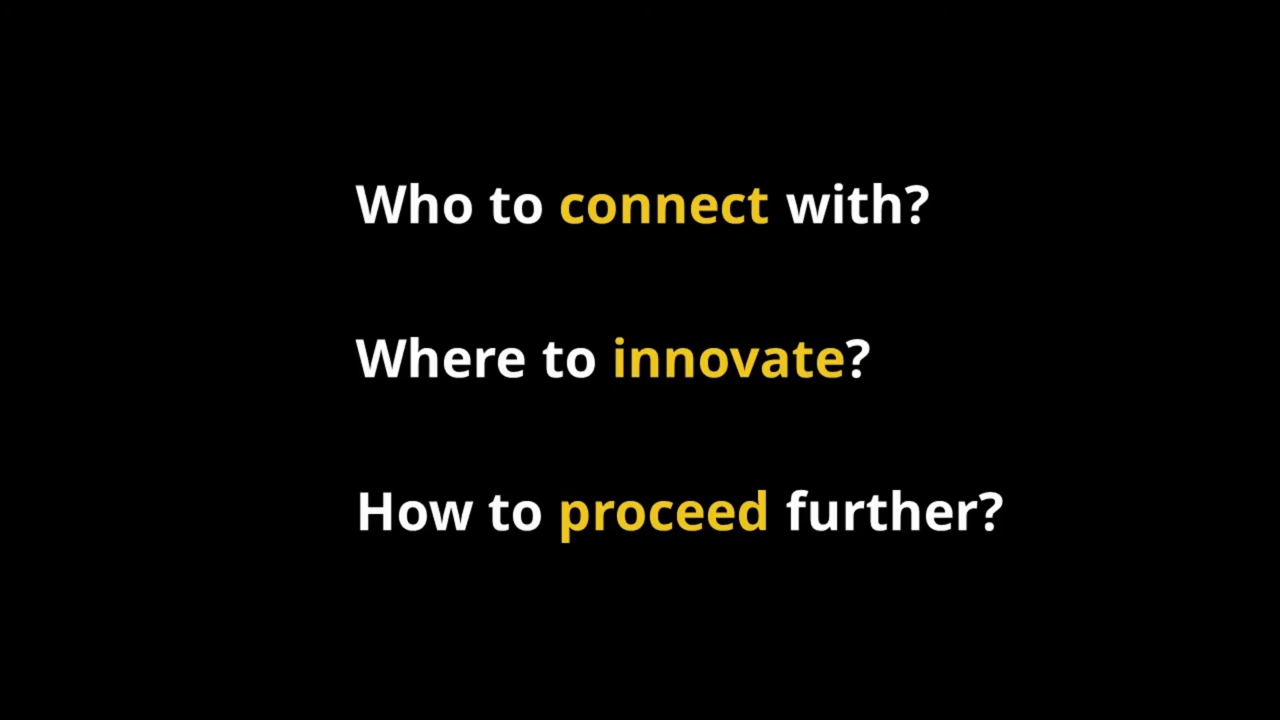 Who to connect with?
Where to innovate?
How to proceed further?